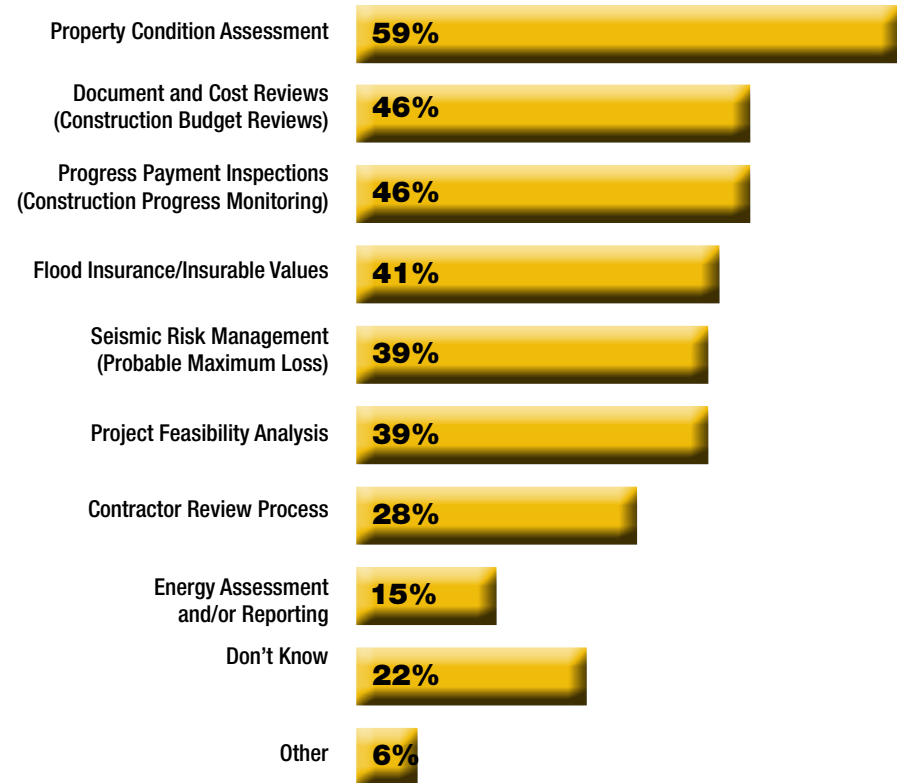 Property Condition Assessment 59%
Document and Cost Reviews
(Construction Budget Reviews) 46%
Progress Payment Inspections
(Construction Progress Monitoring) 46%
Flood Insurance/Insurable Values 41%
Seismic Risk Management
(Probable Maximum Loss) 39%
Project Feasibility Analysis 39%
Contractor Review Process 28%
Energy Assessment
and/or Reporting 15%
Don't Know 22%
Other 6%